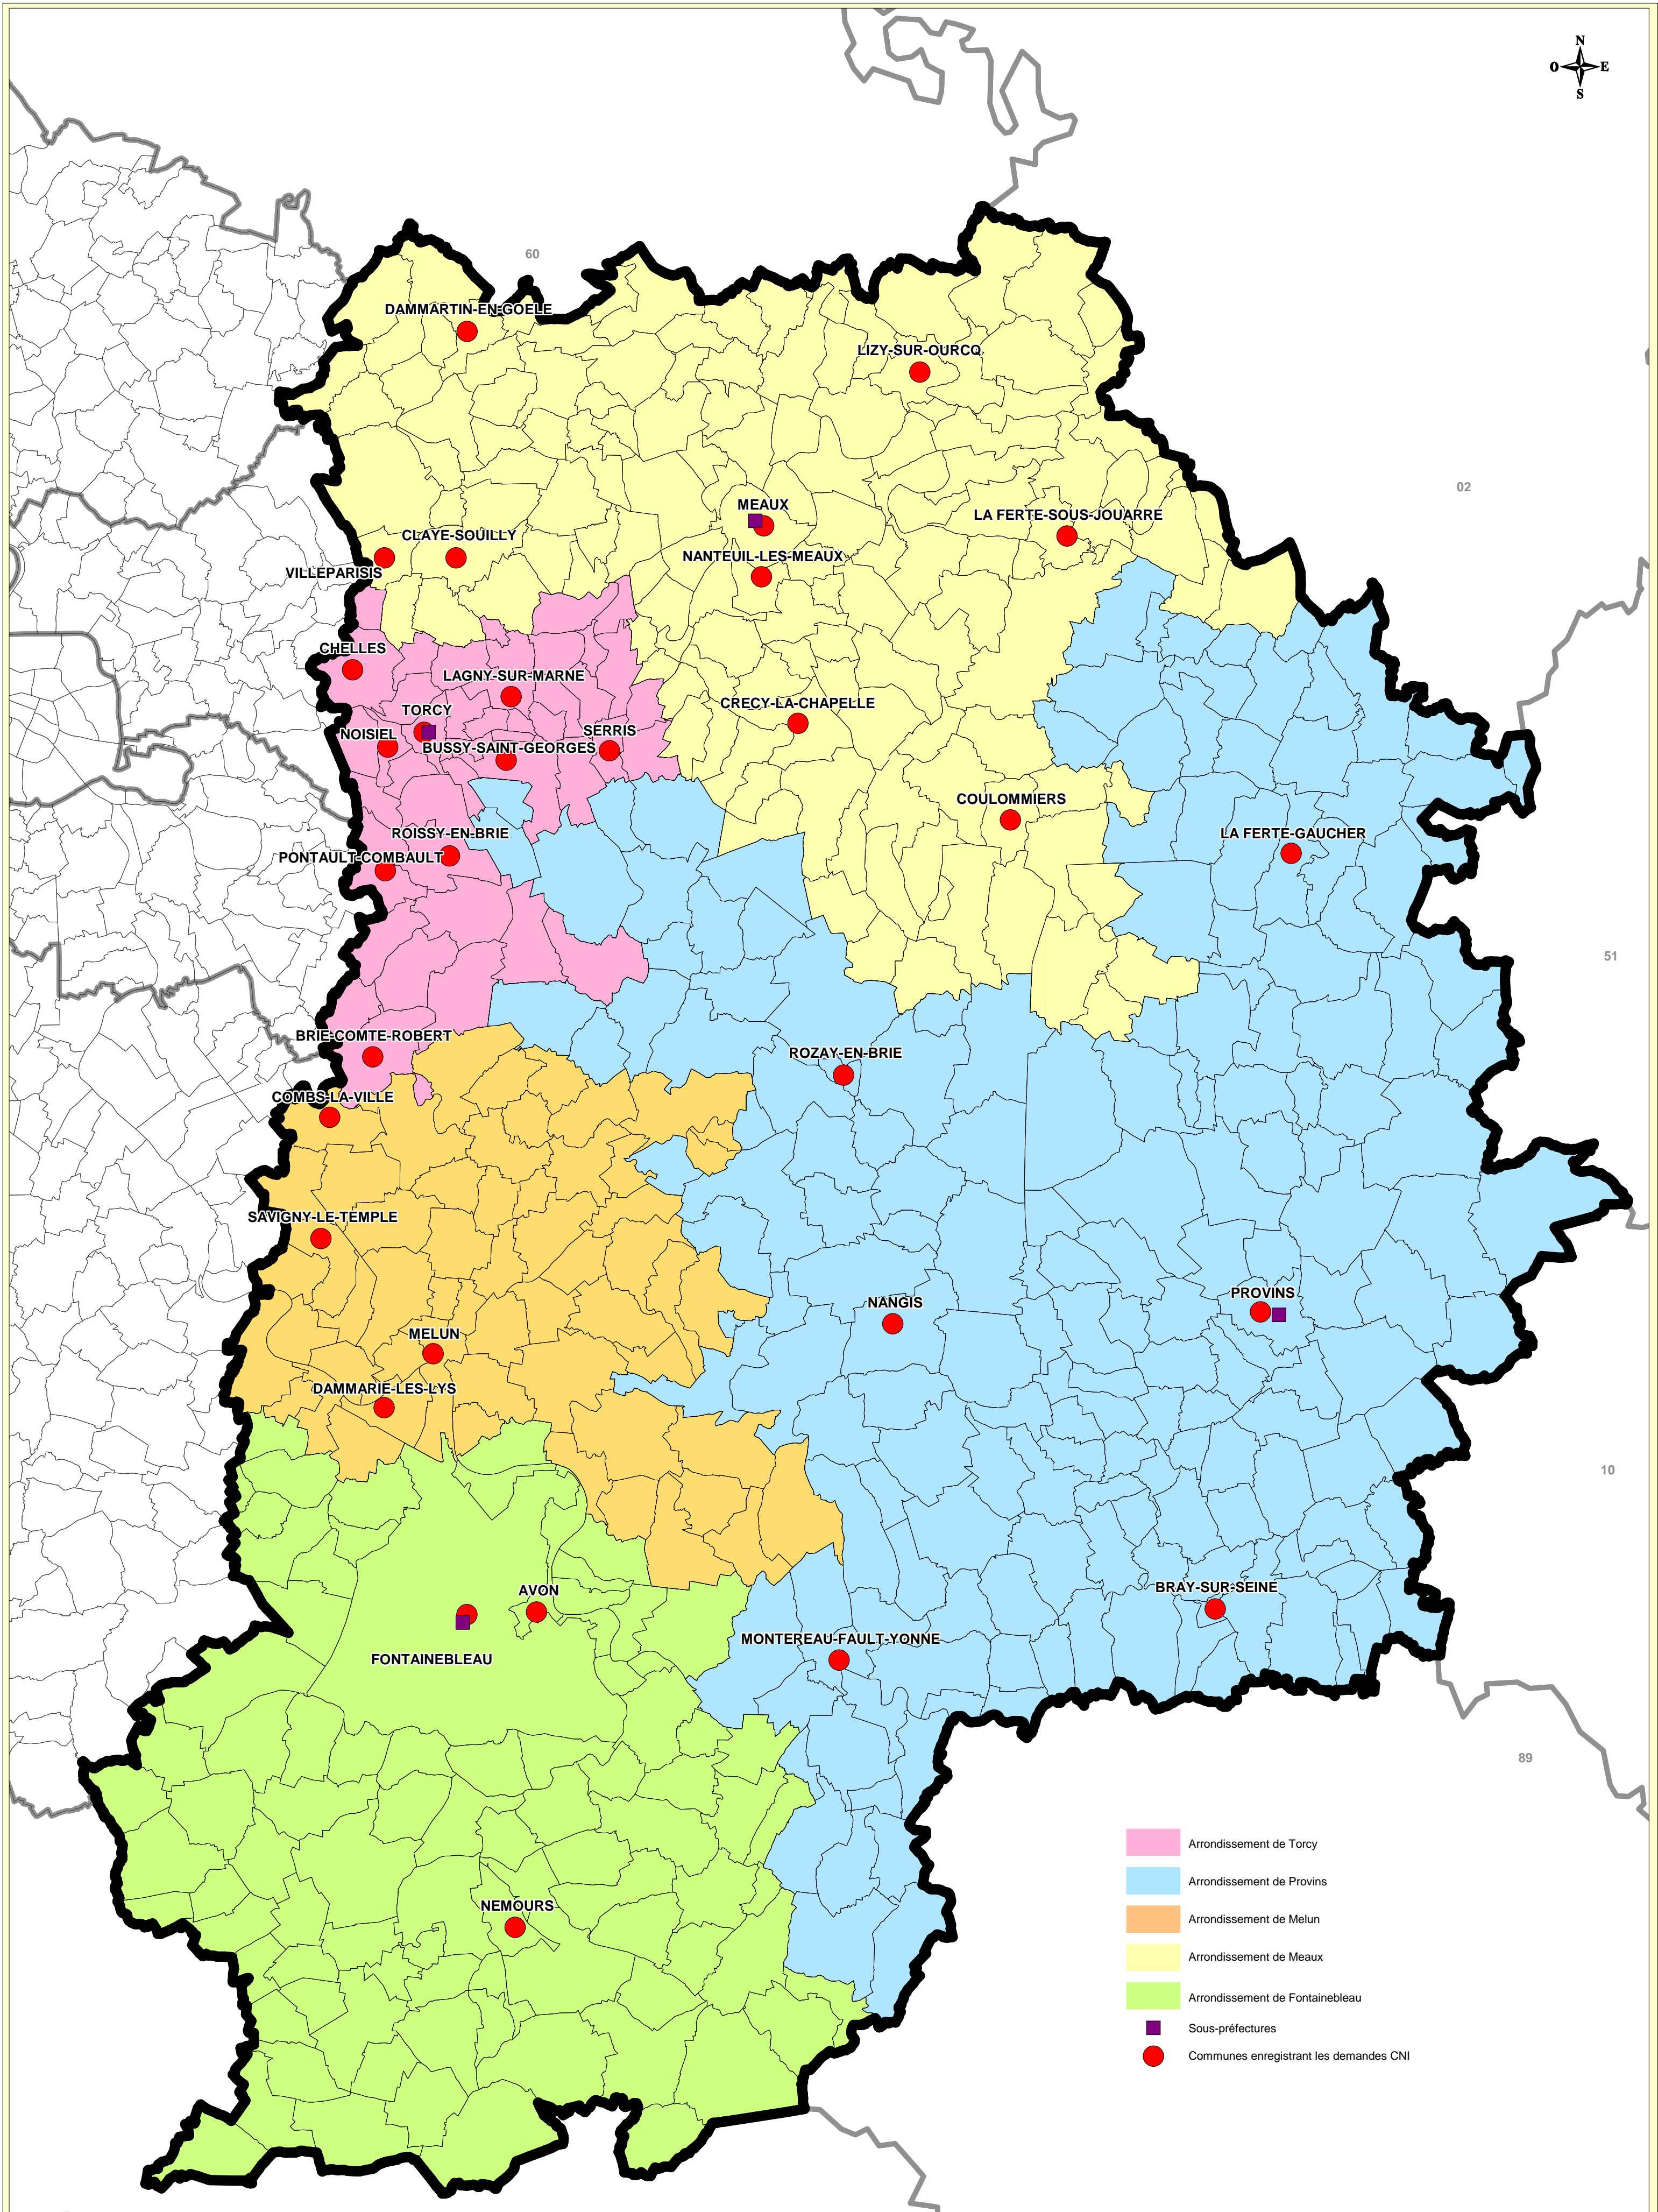 N
O E
S
60
DAMMARTIN-EN-GOELE
LIZY-SUR-OURCQ
02
MEAUX
LA FERTE-SOUS-JOUARRE
CLAYE-SOUILLY
NANTEUIL-LES-MEAUX
VILLEPARISIS
CHELLES
LAGNY-SUR-MARNE
CRECY-LA-CHAPELLE
TORCY
SERRIS
NOISIEL
BUSSY-SAINT-GEORGES
COULOMMIERS
ROISSY-EN-BRIE
LA FERTE-GAUCHER
PONTAULT-COMBAULT
51
BRIE-COMTE-ROBERT
ROZAY-EN-BRIE
COMBS-LA-VILLE
SAVIGNY-LE-TEMPLE
PROVINS
NANGIS
MELUN
DAMMARIE-LES-LYS
10
AVON
BRAY-SUR-SEINE
MONTEREAU-FAULT-YONNE
FONTAINEBLEAU
89
Arrondissement de Torcy
Arrondissement de Provins
NEMOURS
Arrondissement de Melun
Arrondissement de Meaux
Arrondissement de Fontainebleau
Sous-préfectures
Communes enregistrant les demandes CNI